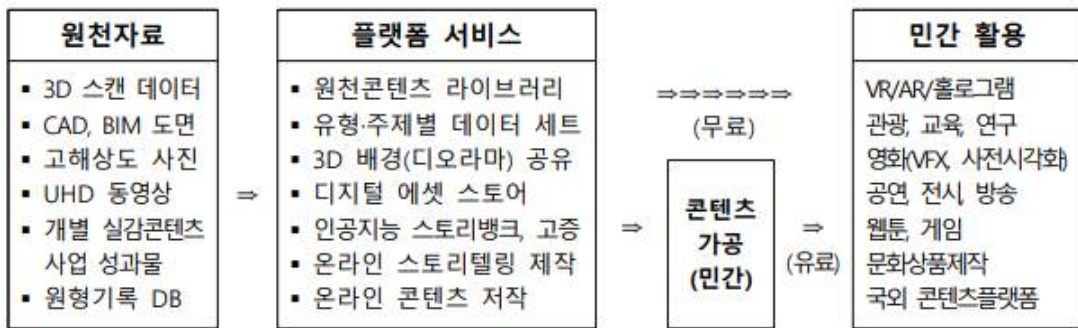 원천자료
▪ 3D 스캔 데이터
▪ CAD, BIM 도면
▪ 고해상도 사진
▪ UHD 동영상
▪ 개별 실감콘텐츠
사업 성과물
▪ 원형기록 DB
⇒
플랫폼 서비스
▪ 원천콘텐츠 라이브러리
▪ 유형·주제별 데이터 세트
▪ 3D 배경(디오라마) 공유
▪ 디지털 에셋 스토어
▪ 인공지능 스토리뱅크, 고증
▪ 온라인 스토리텔링 제작
▪ 온라인 콘텐츠 저작
⇒⇒⇒⇒⇒⇒
(무료)
⇒
콘텐츠
가공
(민간)
⇒
(유료)
민간 활용
VR/AR/홀로그램
관광, 교육, 연구
영화(VFX, 사전시각화)
공연, 전시, 방송
웹툰, 게임
문화상품제작
국외 콘텐츠플랫폼